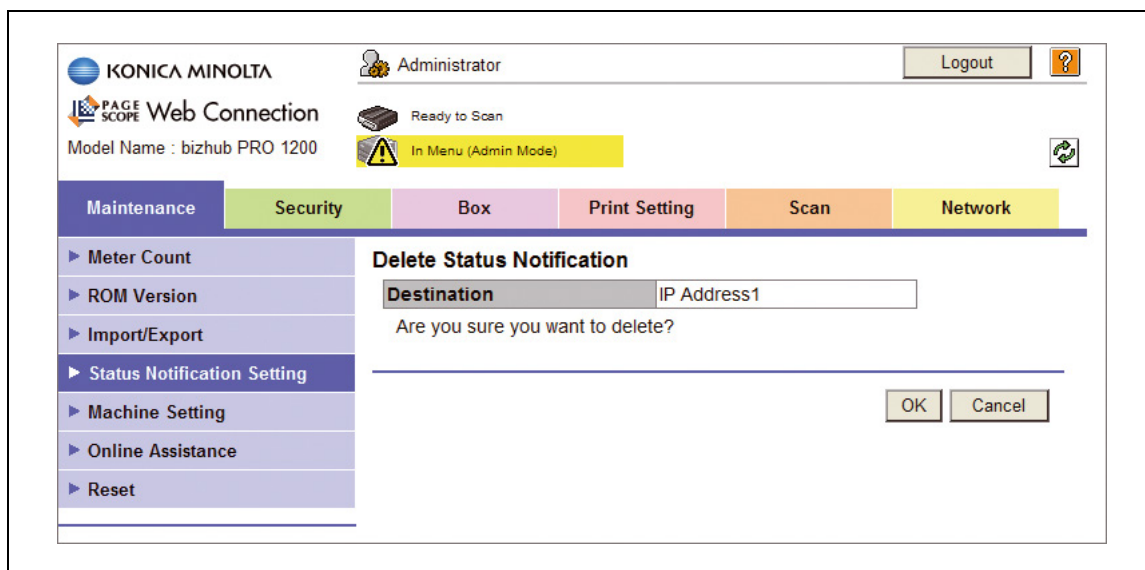 KONICA MINOLTA
Administrator
Logout
?
PAGE SCOPE Web Connection
Ready to Scan
Model Name : bizhub PRO 1200
In Menu (Admin Mode)
Maintenance
Security
Box
Print Setting
Scan
Network
Meter Count
ROM Version
Import/Export
Status Notification Setting
Machine Setting
Online Assistance
Reset
Delete Status Notification
Destination IP Address1
Are you sure you want to delete?
OK Cancel